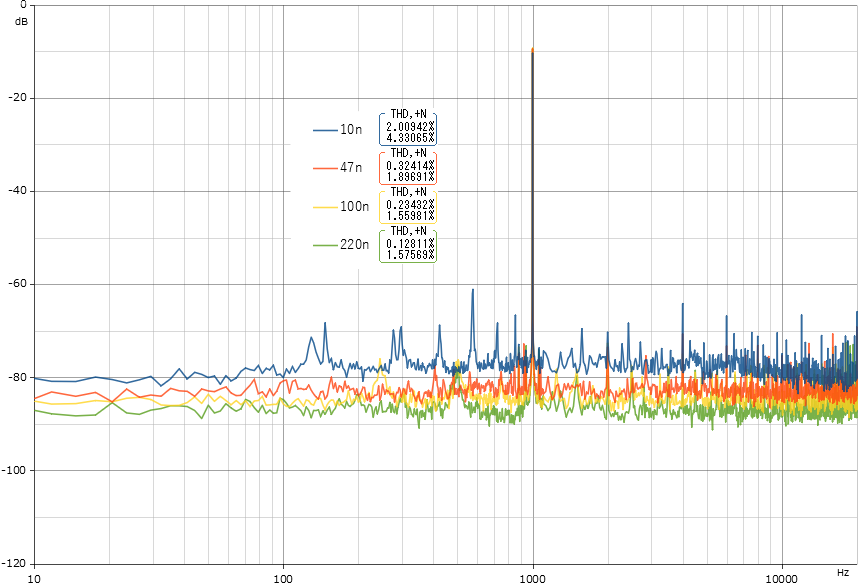 0
dB
-20
-40
-60
-80
-100
-120
10n
THD,+N
2.00942%
4.33065%
47n
THD,+N
0.32414%
1.89691%
100n
THD,+N
0.23432%
1.55981%
220n
THD,+N
0.12811%
1.57569%
10
100
1000
10000
Hz